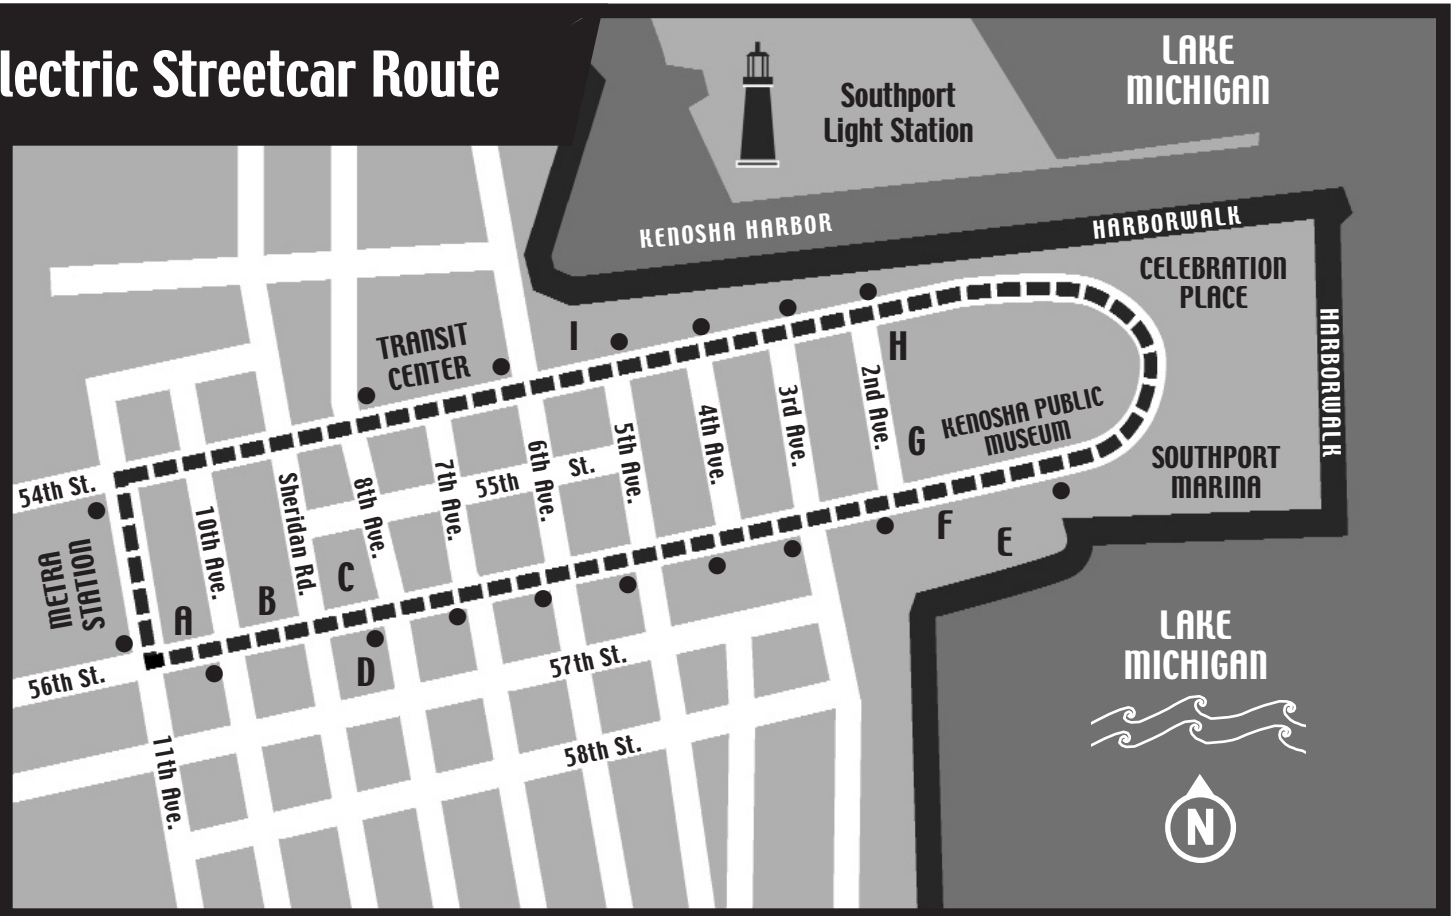 lectric Streetcar Route
LAKE
MICHIGAN
Southport
Light Station
KENOSHA HARBOR
HARBORWALK
CELEBRATION
PLACE
HARBORWALK
TRANSIT
CENTER
I
H
2nd Ave.
3rd Ave.
4th Ave.
5th Ave.
6th Ave.
7th Ave.
8th Ave.
Sheridan Rd.
10th Ave.
55th St.
54th St.
G
KENOSHA PUBLIC
MUSEUM
SOUTHPORT
MARINA
METRA
STATION
A
B
C
D
E
F
56th St.
57th St.
58th St.
11th Ave.
LAKE
MICHIGAN
N